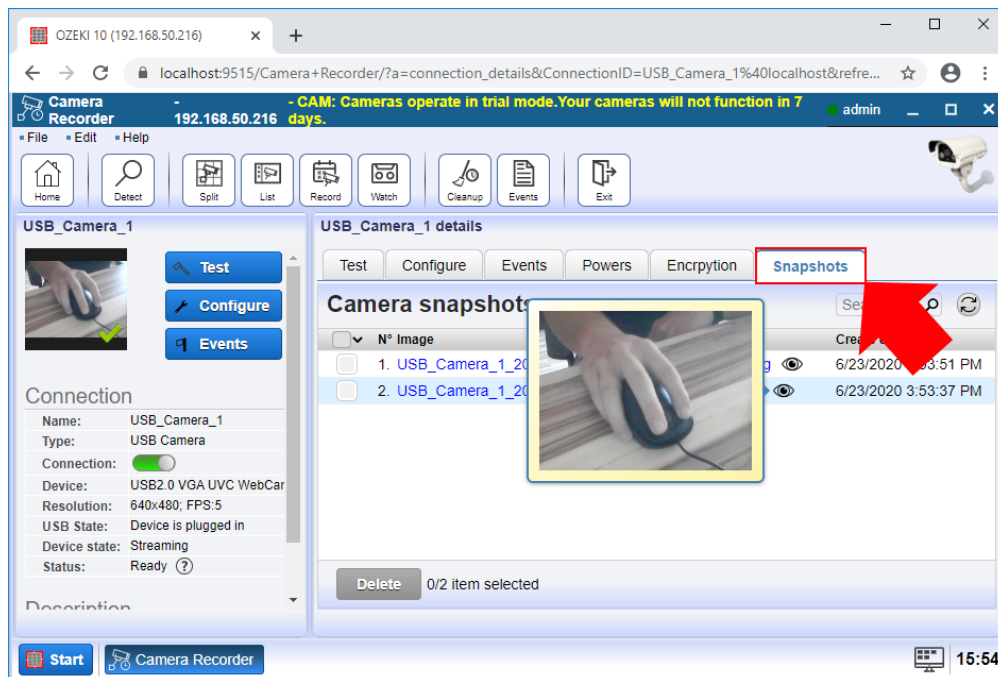 OZEKI 10 (192.168.50.216)
localhost:9515/Camera+Recorder/?a=connection_details&ConnectionID=USB_Camera_1%40localhost&refre...
Camera Recorder - 192.168.50.216 - CAM: Cameras operate in trial mode.Your cameras will not function in 7 days. admin
File Edit Help
Home Detect Split List Record Watch Cleanup Events Exit
USB_Camera_1
Test
Configure
Events
Connection
Name: USB_Camera_1
Type: USB Camera
Connection:
Device: USB2.0 VGA UVC WebCar
Resolution: 640x480; FPS:5
USB State: Device is plugged in
Device state: Streaming
Status: Ready ?
Description
USB_Camera_1 details
Test Configure Events Powers Encrpytion Snapshots
Camera snapshots
N° Image
1. USB_Camera_1_20 6/23/2020 :51 PM
2. USB_Camera_1_20 6/23/2020 3:53:37 PM
Delete 0/2 item selected
Start Camera Recorder 15:54